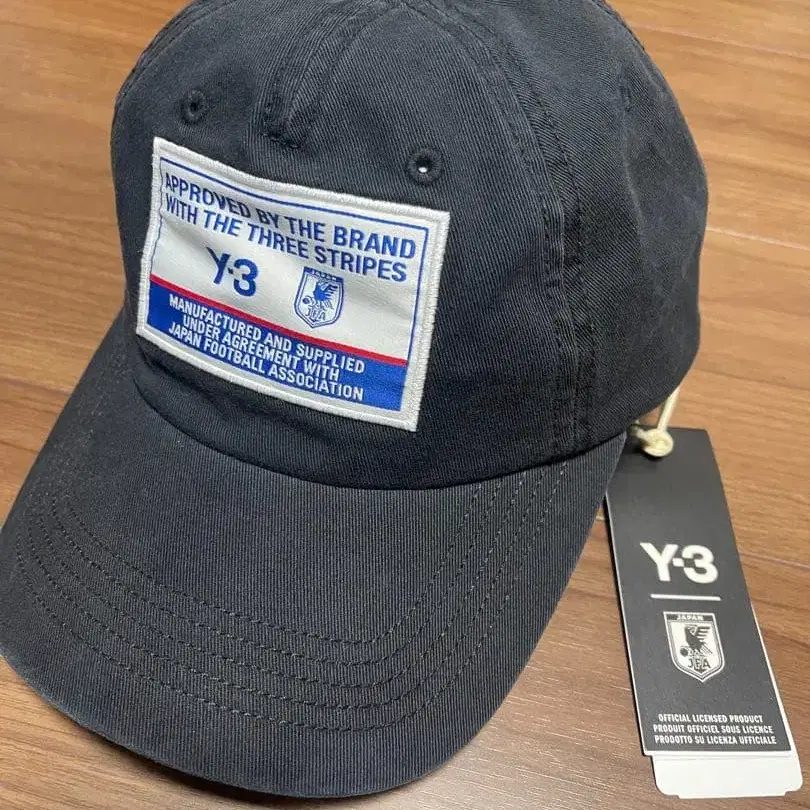 APPROVED BY THE BRAND
WITH THE THREE STRIPES
Y-3
JAPAN
JFA
MANUFACTURED AND SUPPLIED
UNDER AGREEMENT WITH
JAPAN FOOTBALL ASSOCIATION
Y-3
JAPAN
JFA
OFFICIAL LICENSED PRODUCT
PRODUIT OFFICIEL SOUS LICENCE
PRODOTTO SU LICENZA UFFICIALE